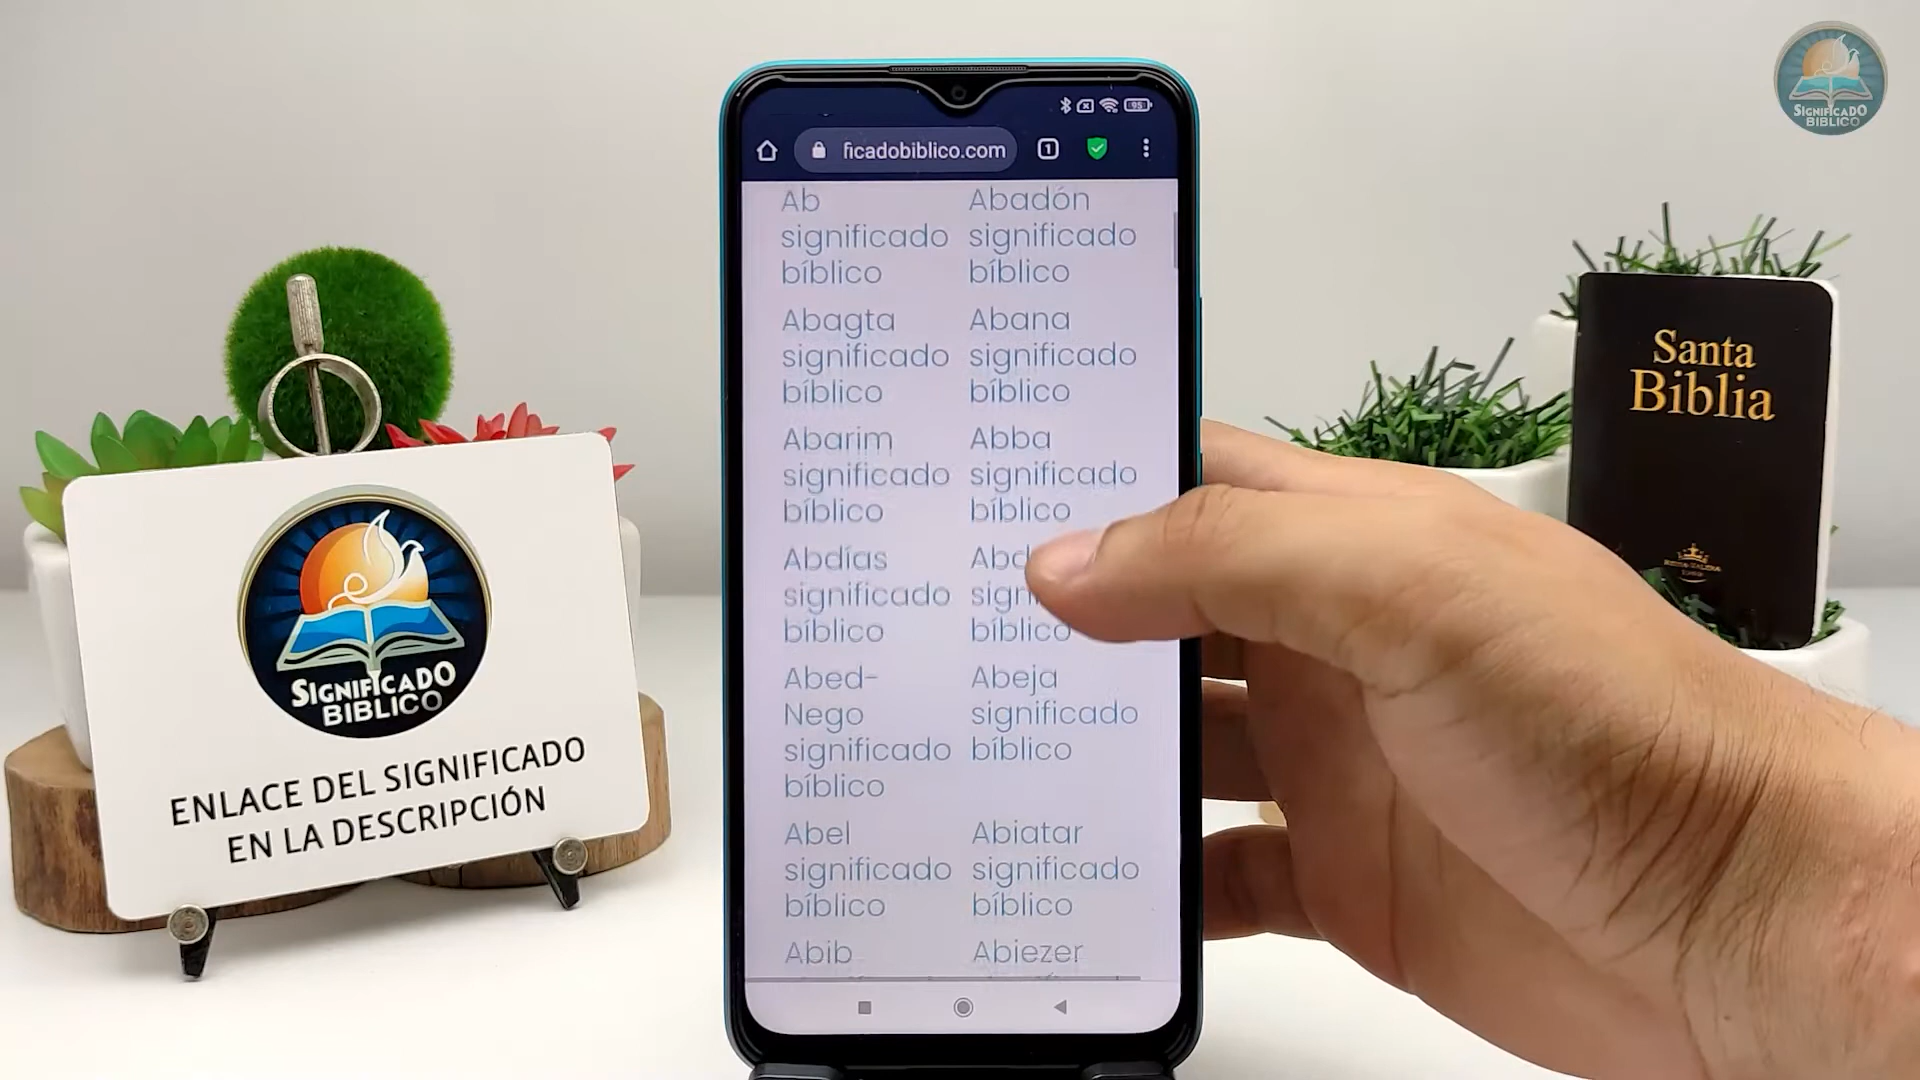 SIGNIFICADO
BIBLICO
95
ficadobiblico.com
1
Ab
significado
bíblico
Abadón
significado
bíblico
Abagta
significado
bíblico
Abana
significado
bíblico
Abarim
significado
bíblico
Abba
significado
bíblico
Abdías
significado
bíblico
bíblico
Abed-
Nego
significado
bíblico
Abeja
significado
bíblico
Abel
significado
bíblico
Abiatar
significado
bíblico
Abib
Abiezer
SIGNIFICADO
BIBLICO
ENLACE DEL SIGNIFICADO
EN LA DESCRIPCIÓN
Santa
Biblia